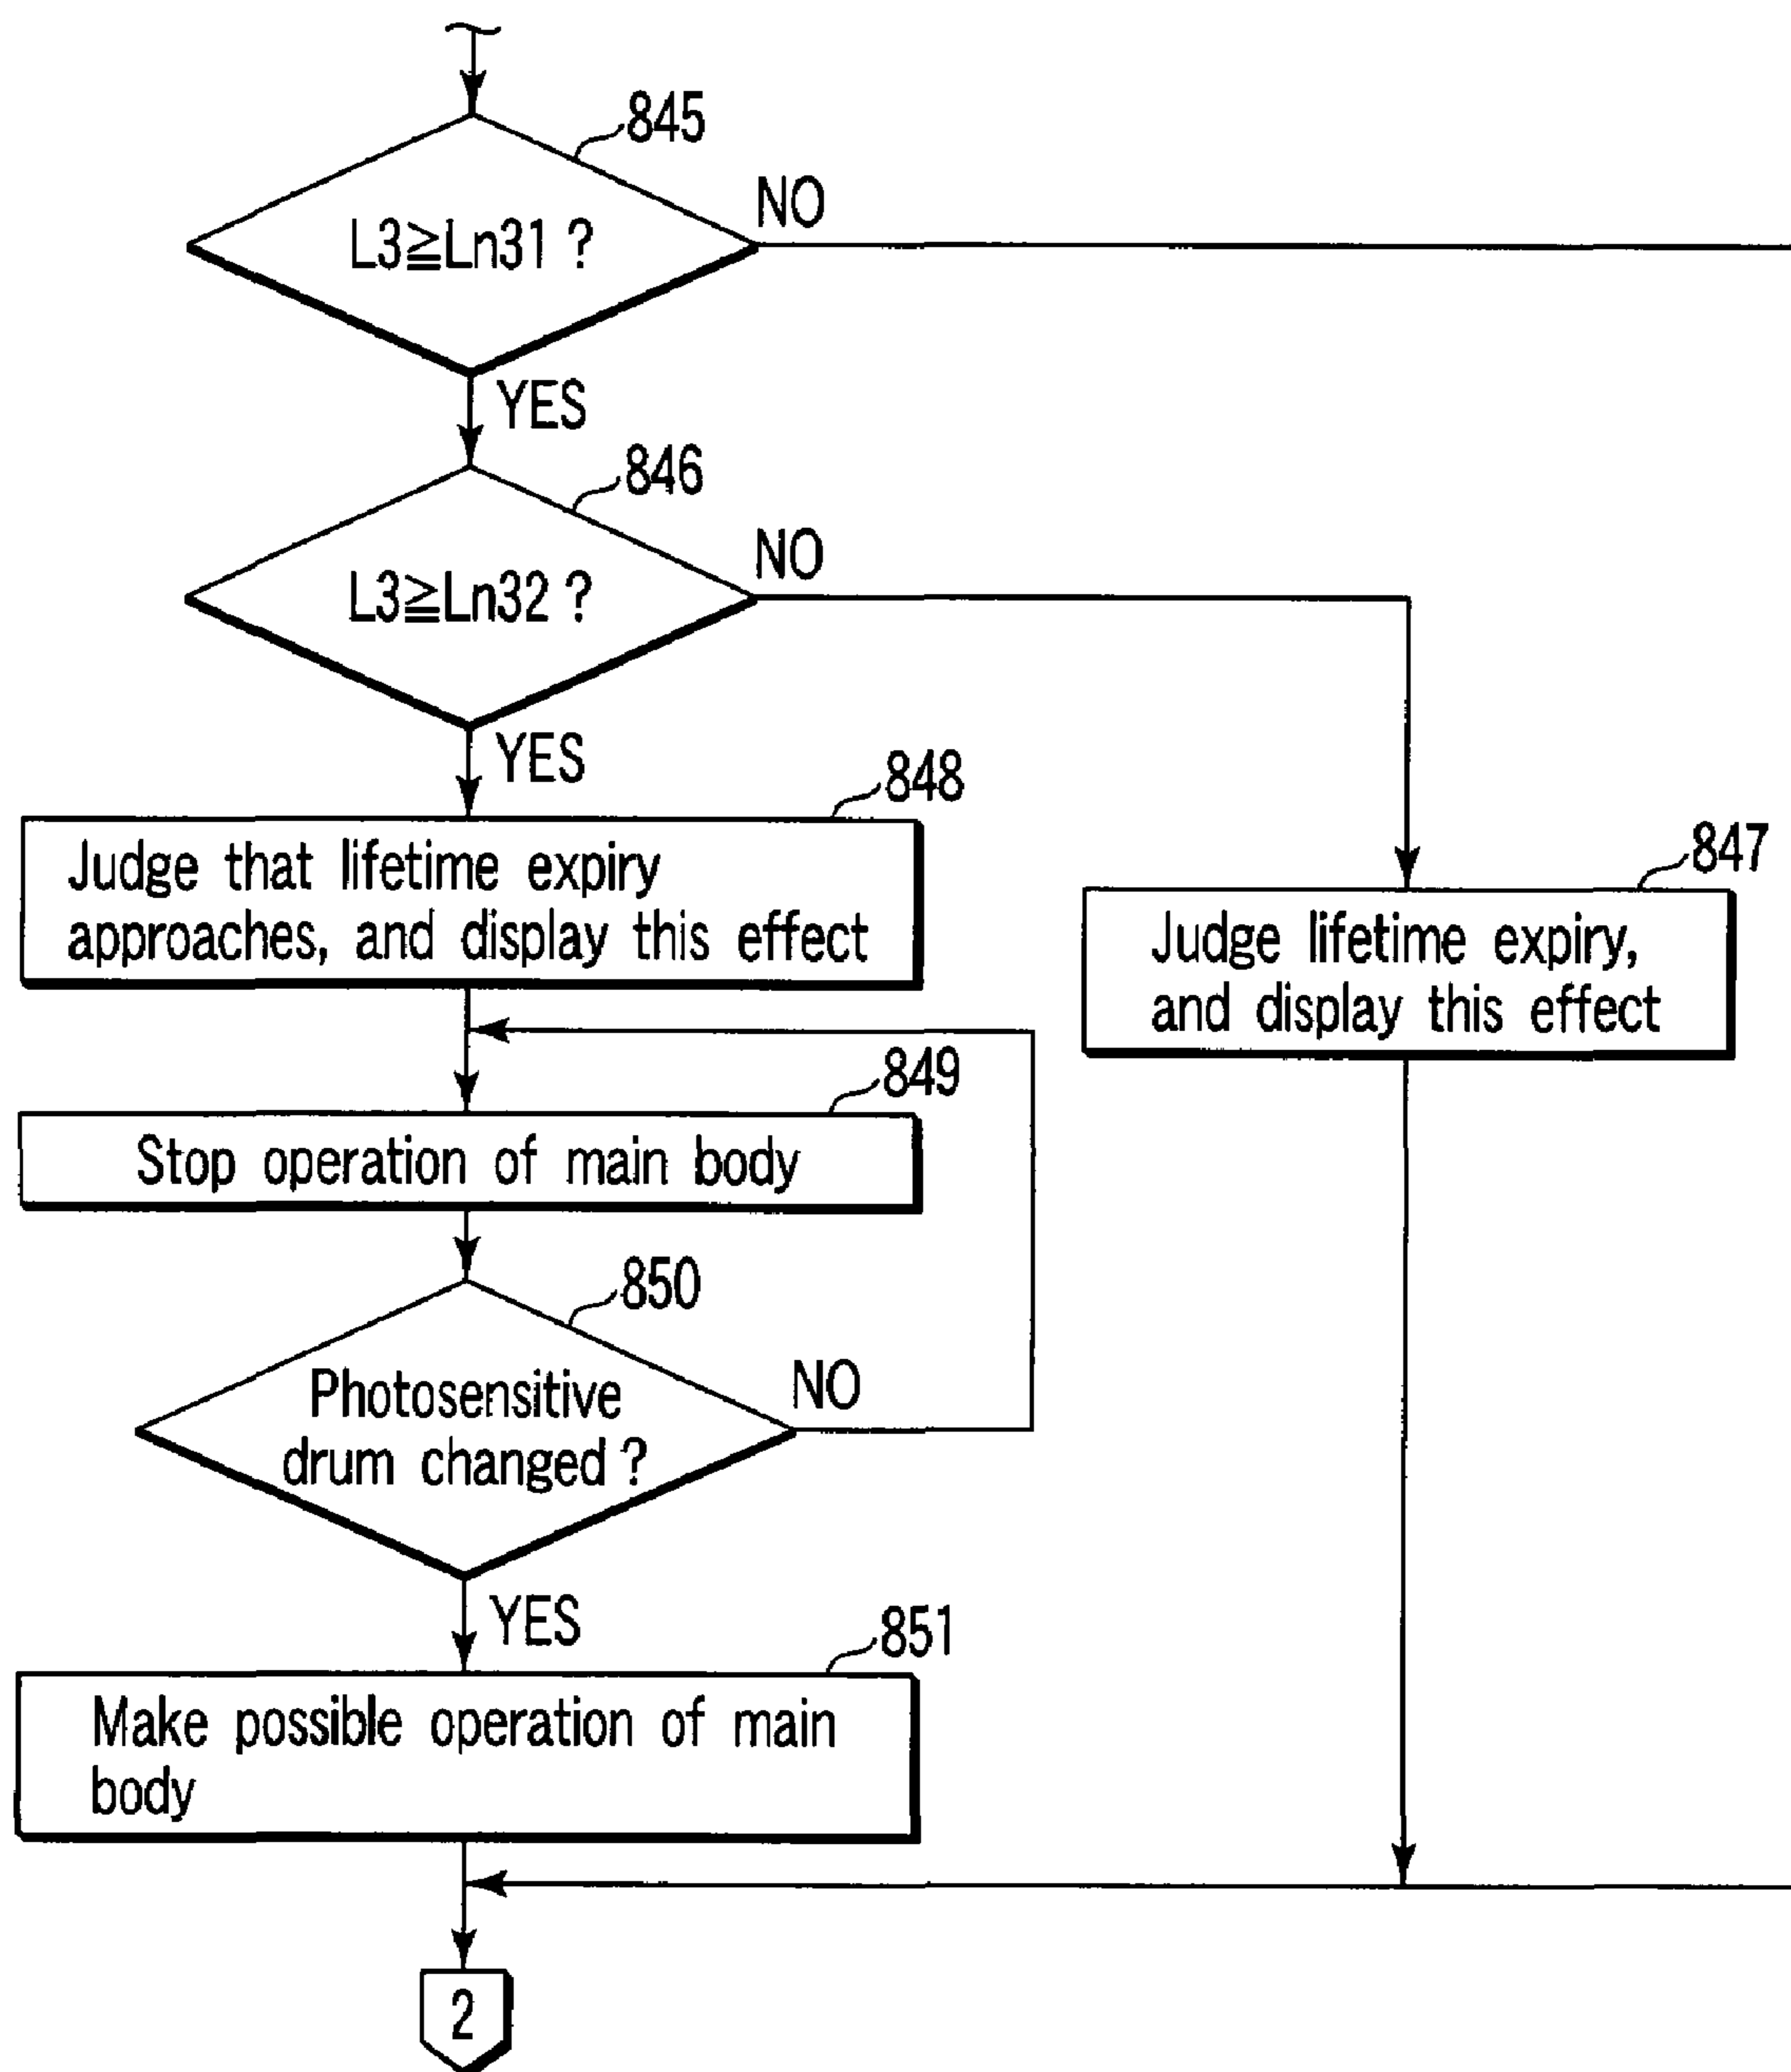 845
L3≧Ln31 ?
NO
YES
846
L3≧Ln32 ?
NO
YES
848
Judge that lifetime expiry
approaches, and display this effect
847
Judge lifetime expiry,
and display this effect
849
Stop operation of main body
850
Photosensitive
drum changed ?
NO
YES
851
Make possible operation of main
body
2